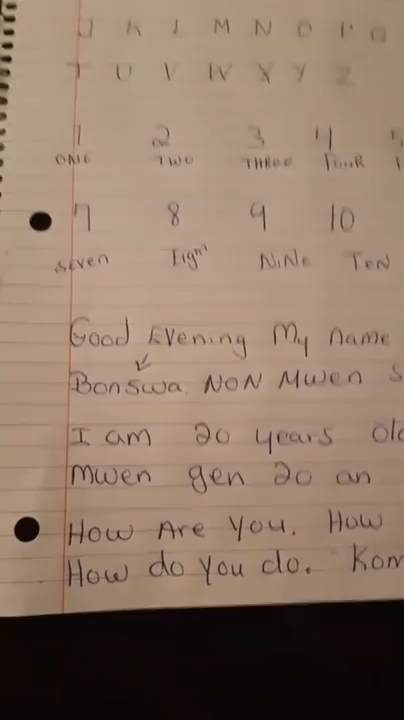 J K L M N O P Q
T U V W X Y Z
1 2 3 4
ONE TWO THREE FOUR
7 8 9 10
SEVEN Eight NiNe TeN
Good Evening My name
Bonswa. NON Mwen S
I am 20 years old
Mwen gen 20 an
How Are You. How
How do you do. Kom